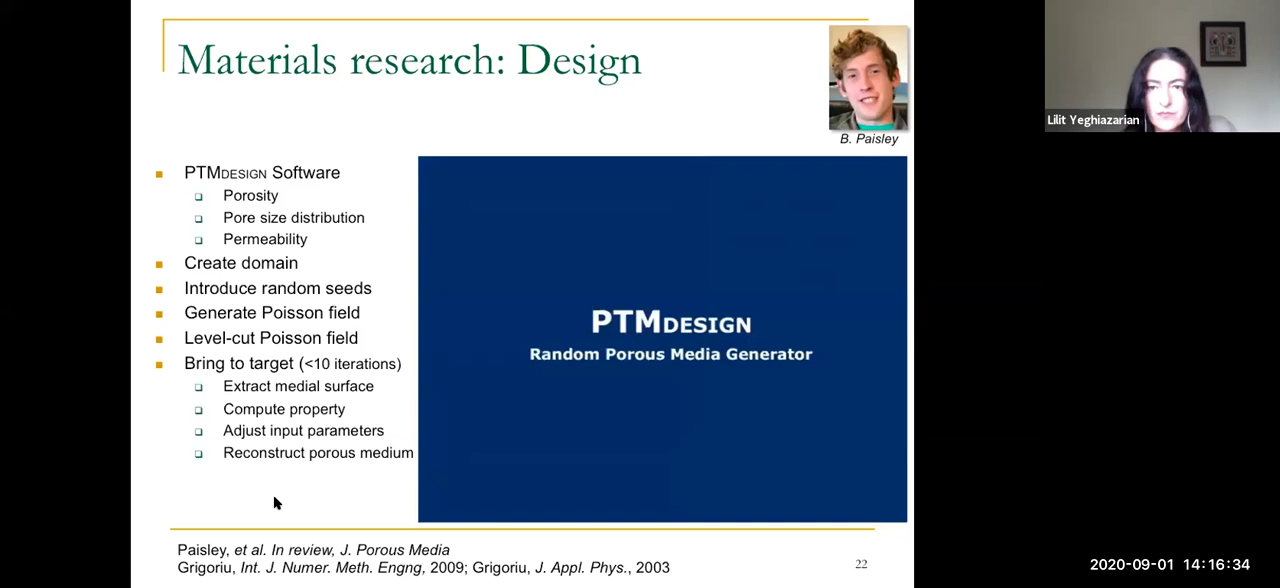 Materials research: Design
B. Paisley
Lilit Yeghiazarian
PTMDESIGN Software
Porosity
Pore size distribution
Permeability
Create domain
Introduce random seeds
Generate Poisson field
Level-cut Poisson field
Bring to target (<10 iterations)
Extract medial surface
Compute property
Adjust input parameters
Reconstruct porous medium
PTMDESIGN
Random Porous Media Generator
Paisley, et al. In review, J. Porous Media
Grigoriu, Int. J. Numer. Meth. Engng, 2009; Grigoriu, J. Appl. Phys., 2003
22
2020-09-01 14:16:34